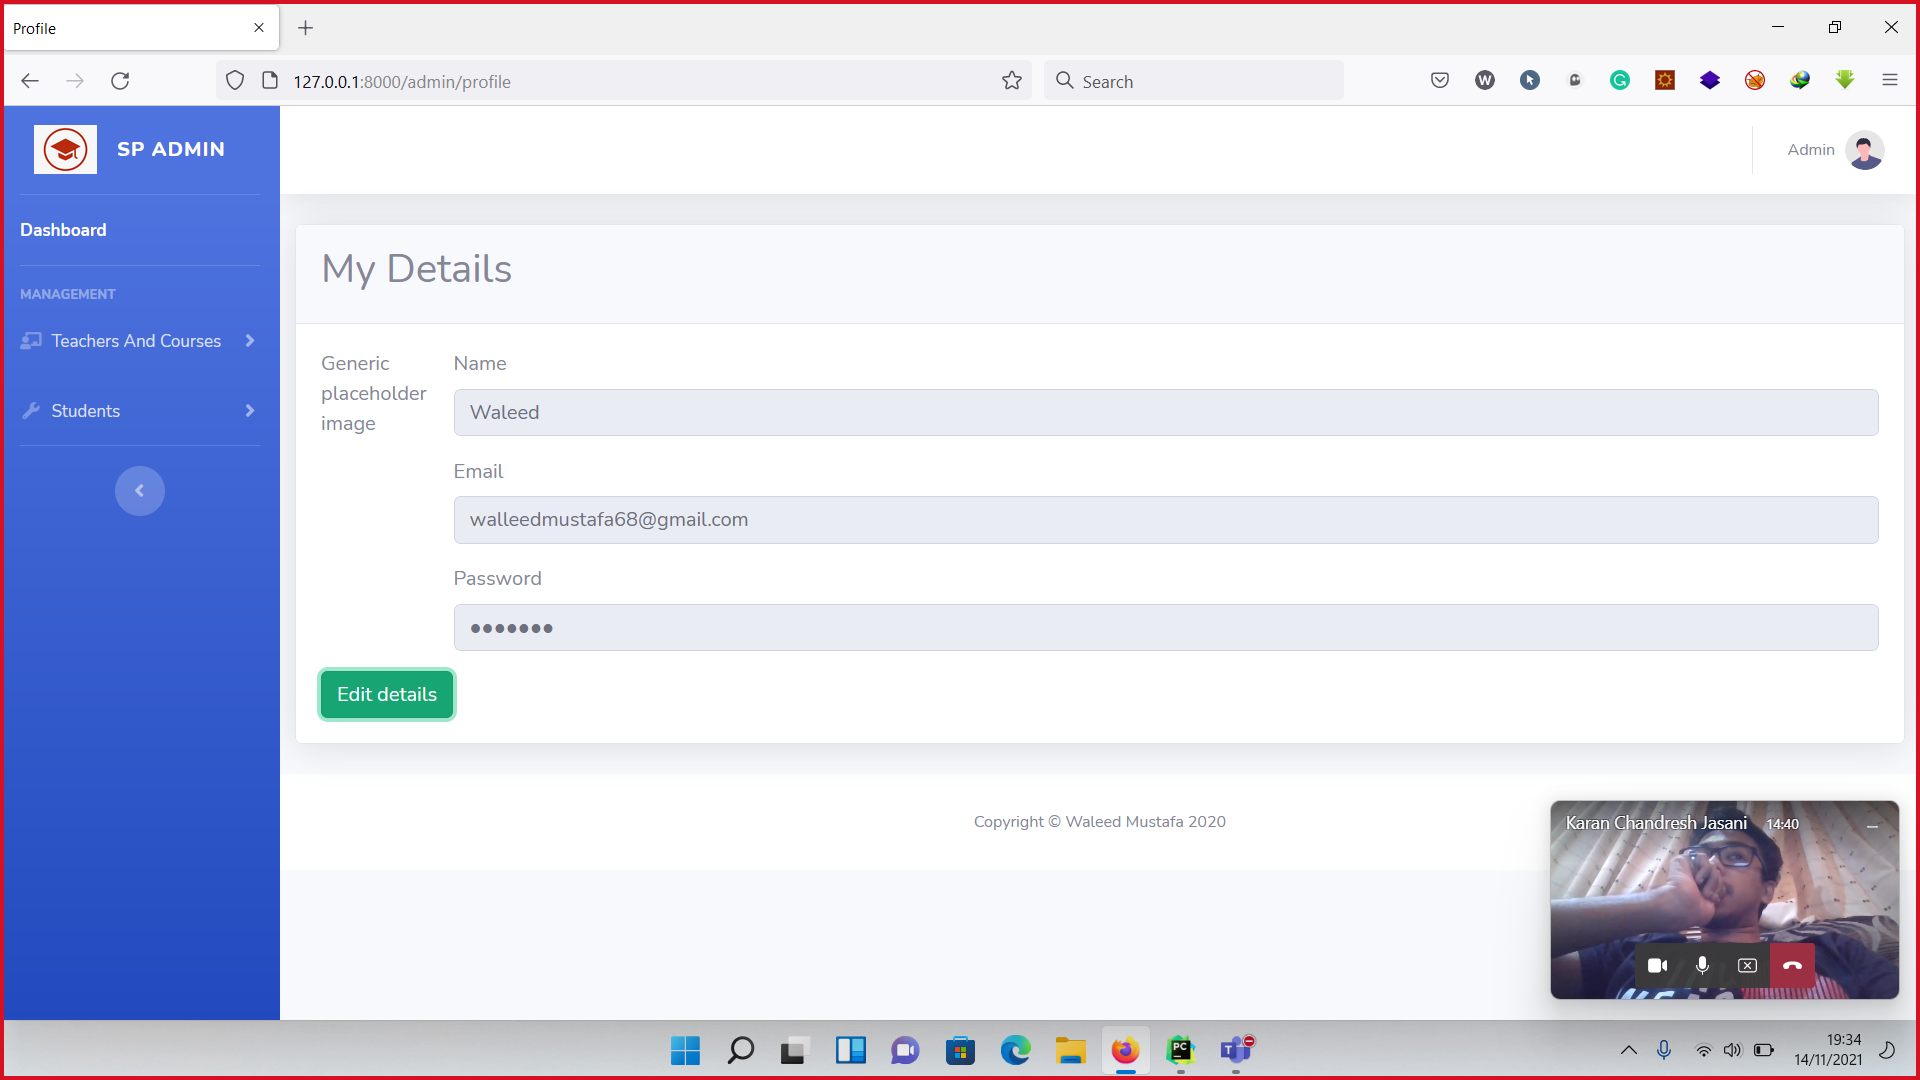 Profile
127.0.0.1:8000/admin/profile
Search
SP ADMIN
Admin
Dashboard
MANAGEMENT
Teachers And Courses
Students
My Details
Generic
placeholder
image
Name
Waleed
Email
walleedmustafa68@gmail.com
Password
●●●●●●●
Edit details
Copyright © Waleed Mustafa 2020
Karan Chandresh Jasani 14:40
19:34
14/11/2021